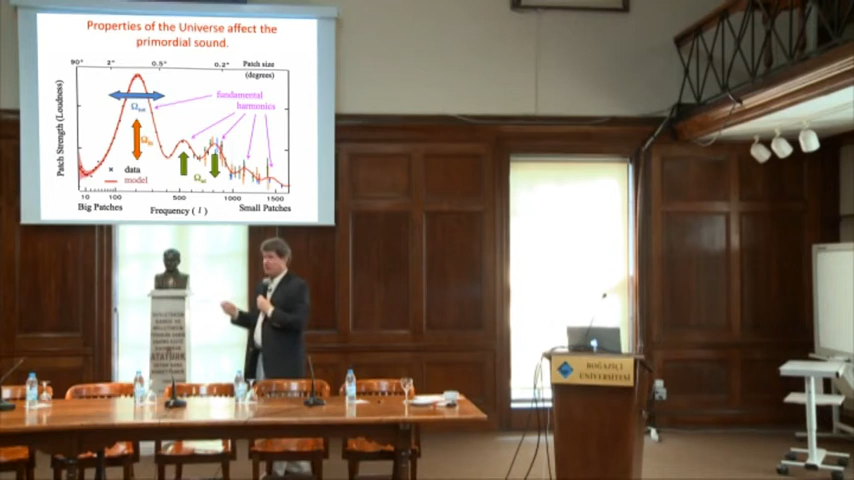 Properties of the Universe affect the
primordial sound.
90° 2° 0.5° 0.2° Patch size
(degrees)
Patch Strength (Loudness)
fundamental
harmonics
data
model
10 100 500 1000 1500
Big Patches Frequency ( l ) Small Patches
ATATÜRK
BOĞAZİÇİ
ÜNİVERSİTESİ